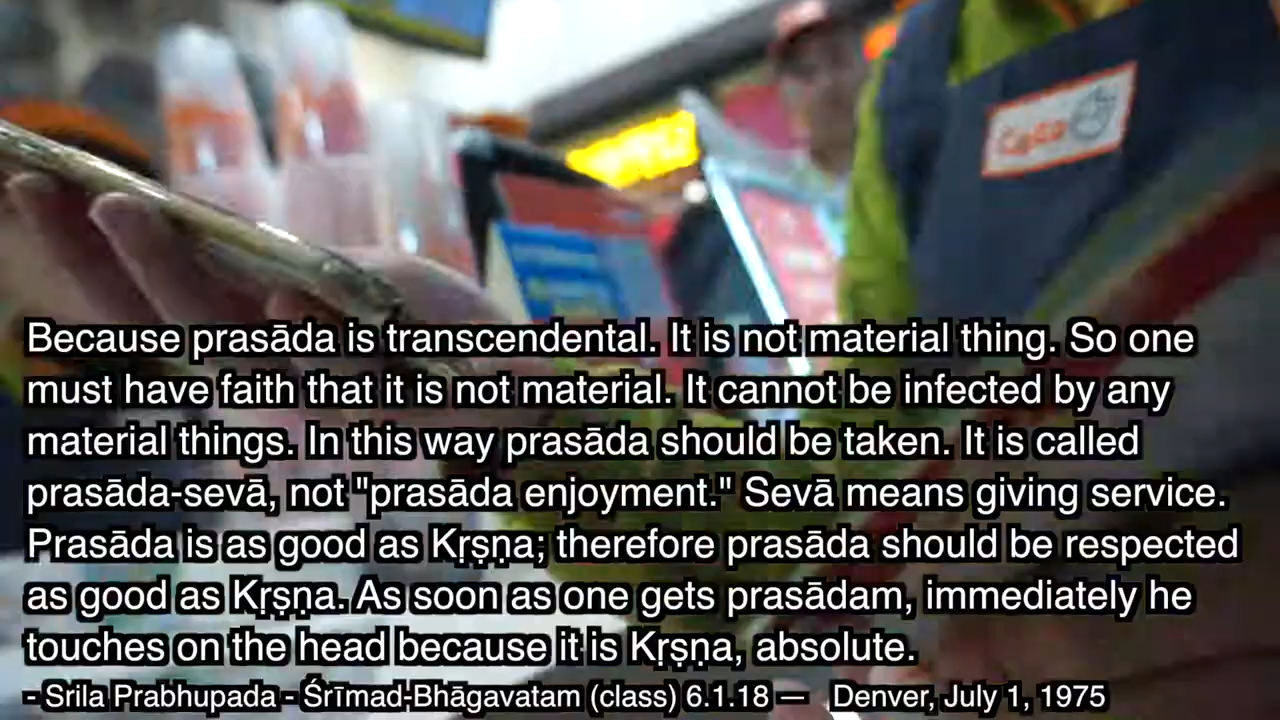 Because prasāda is transcendental. It is not material thing. So one
must have faith that it is not material. It cannot be infected by any
material things. In this way prasāda should be taken. It is called
prasāda-sevā, not "prasāda enjoyment." Sevā means giving service.
Prasāda is as good as Kṛṣṇa; therefore prasāda should be respected
as good as Kṛṣṇa. As soon as one gets prasādam, immediately he
touches on the head because it is Kṛṣṇa, absolute.
- Srila Prabhupada - Śrīmad-Bhāgavatam (class) 6.1.18 — Denver, July 1, 1975